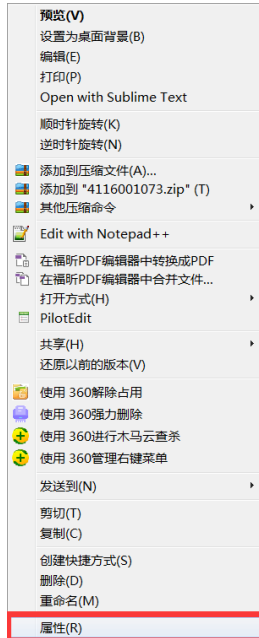 预览(V)
设置为桌面背景(B)
编辑(E)
打印(P)
Open with Sublime Text
顺时针旋转(K)
逆时针旋转(N)
添加到压缩文件(A)...
添加到 "4116001073.zip" (T)
其他压缩命令
Edit with Notepad++
在福昕PDF编辑器中转换成PDF
在福昕PDF编辑器中合并文件...
打开方式(H)
PilotEdit
共享(H)
还原以前的版本(V)
使用 360解除占用
使用 360强力删除
使用 360进行木马云查杀
使用 360管理右键菜单
发送到(N)
剪切(T)
复制(C)
创建快捷方式(S)
删除(D)
重命名(M)
属性(R)